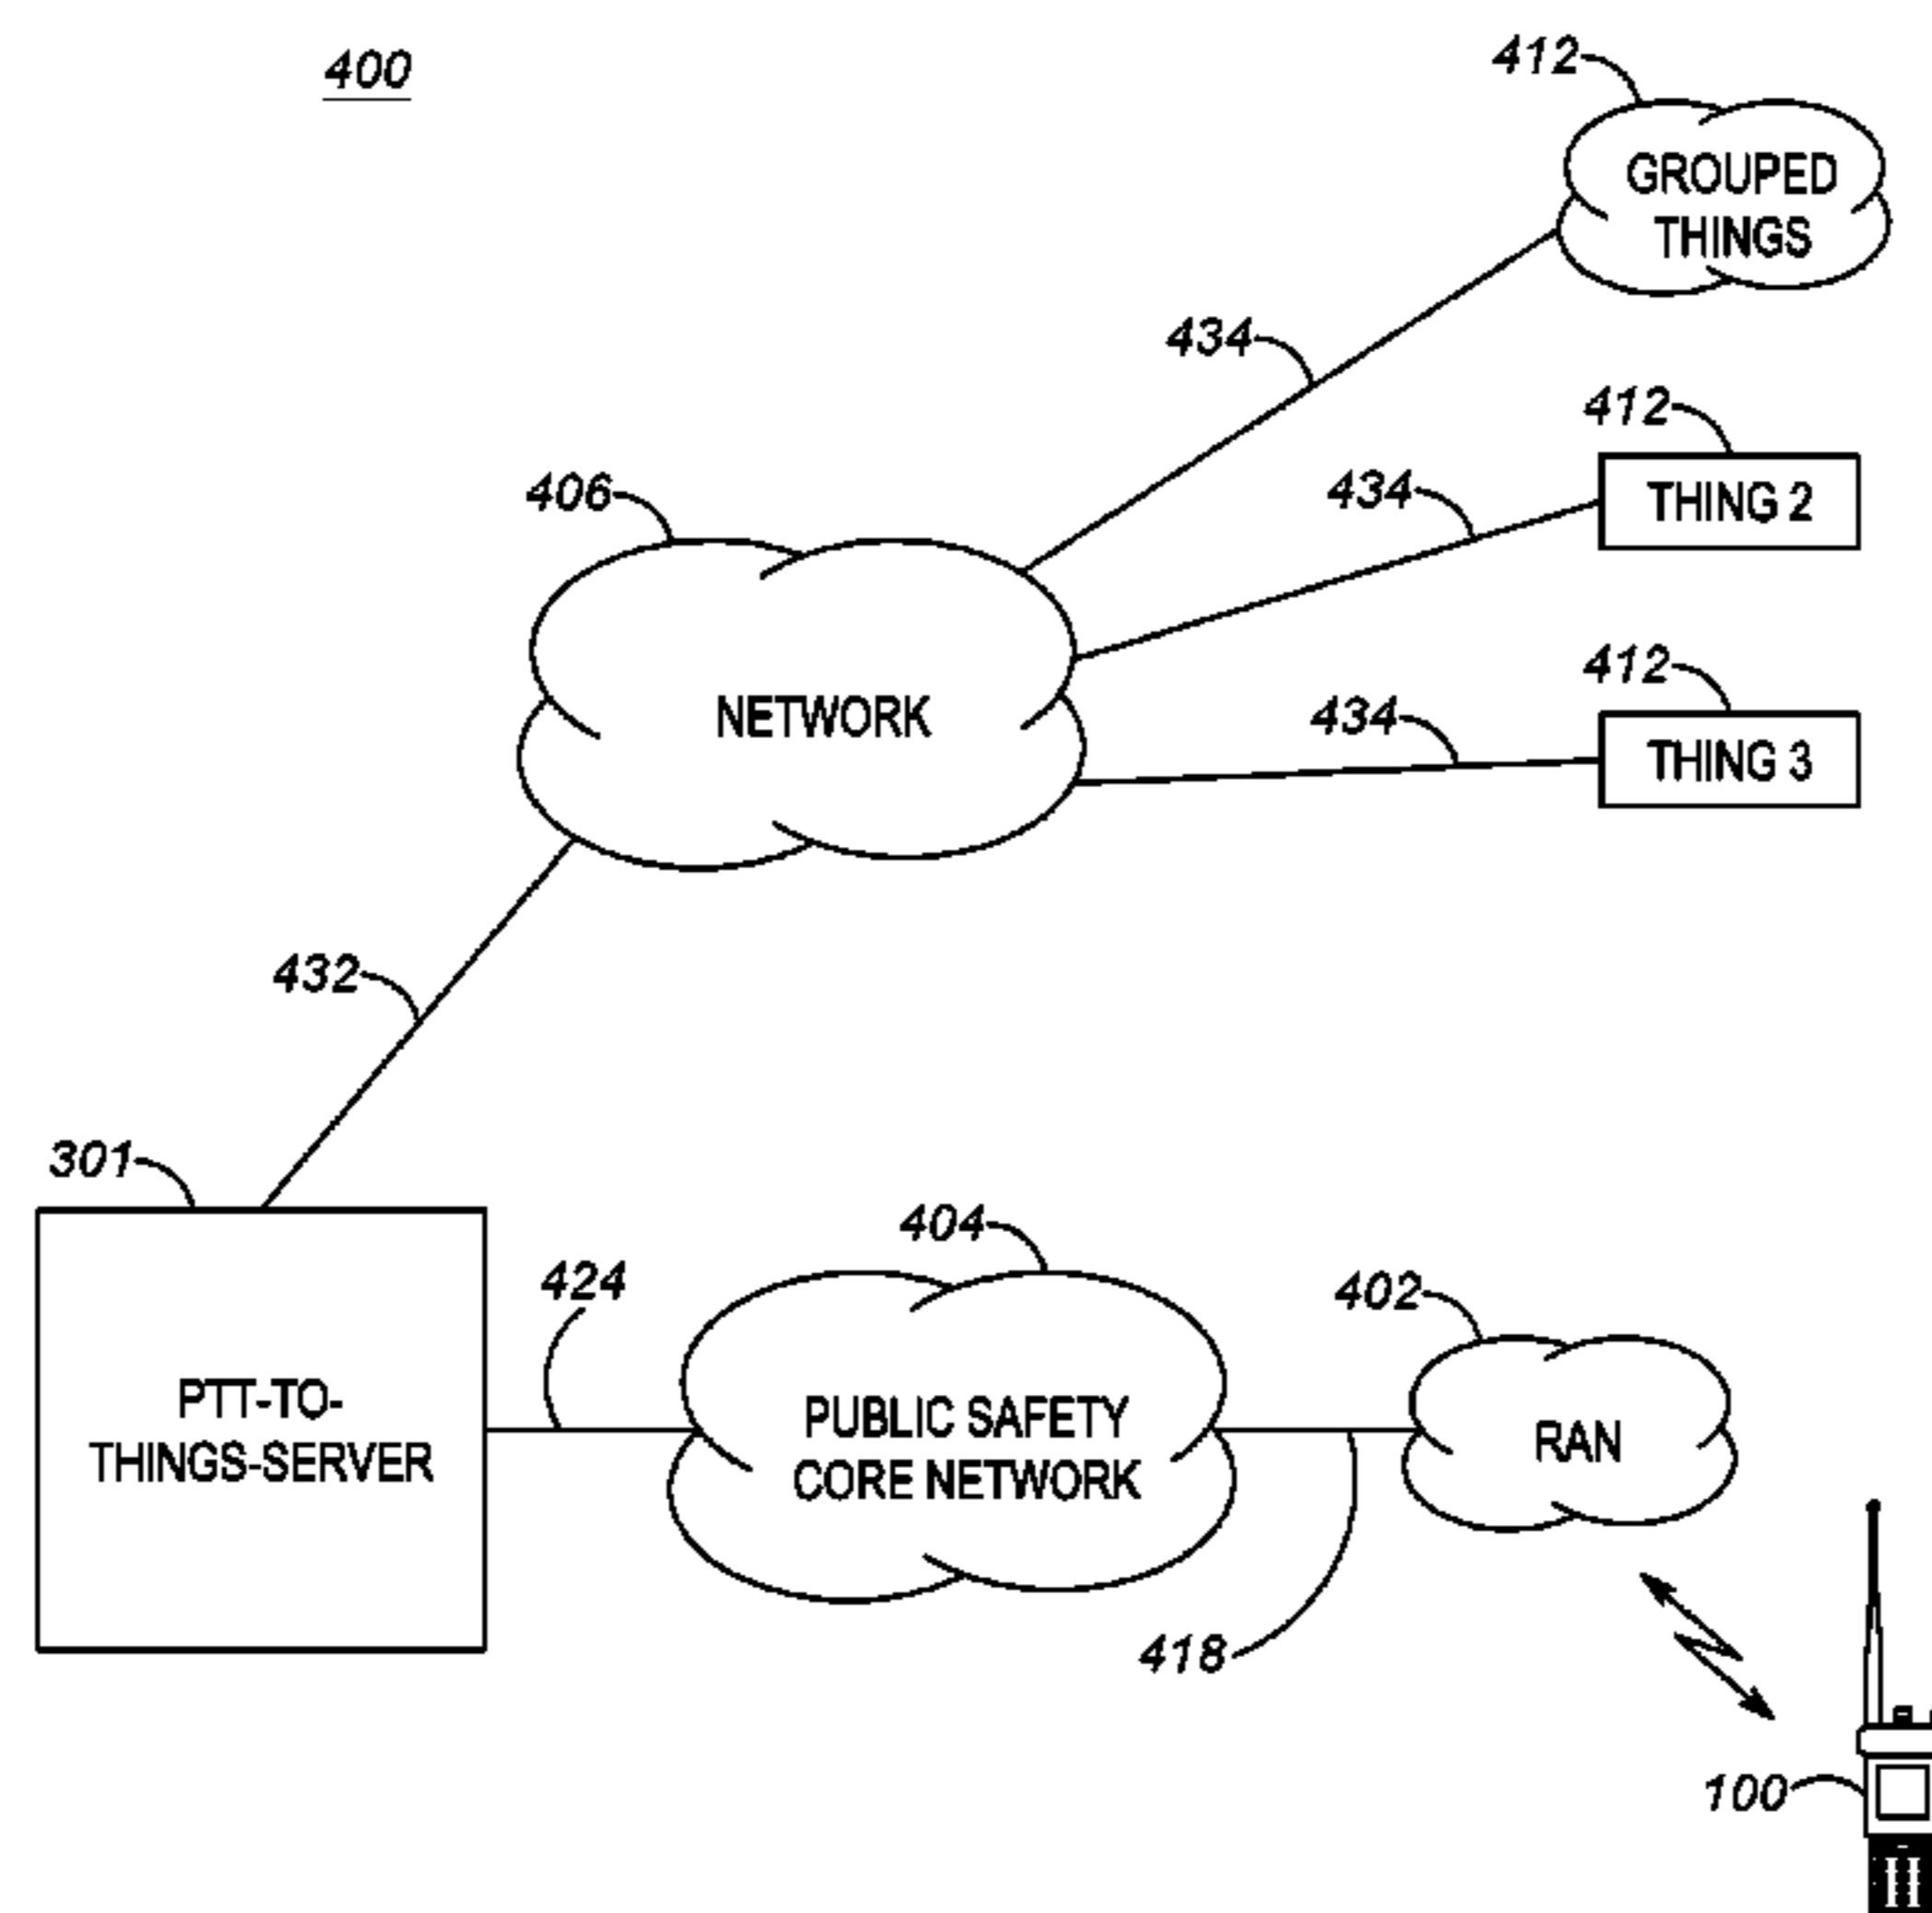 400
412
GROUPED
THINGS
434
412
THING 2
434
406
412
THING 3
434
NETWORK
432
301
PTT-TO-
THINGS-SERVER
424
404
PUBLIC SAFETY
CORE NETWORK
402
RAN
418
100